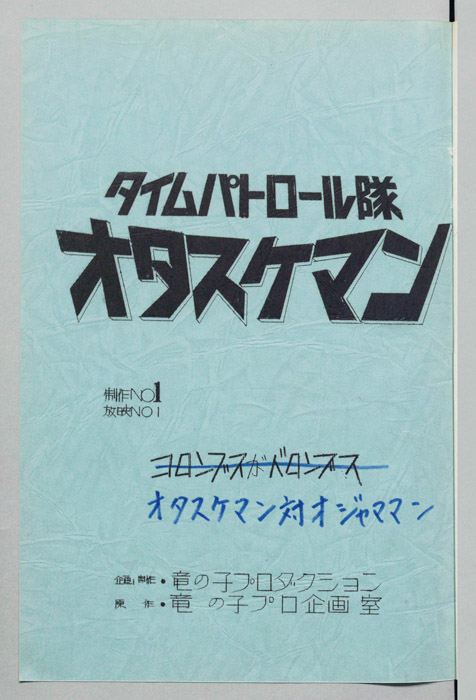 タイムパトロール隊
オタスケマン
制作NO1
放映NO1
コロンブスがベロンブス
オタスケマン対オジャママン
企画制作・竜の子プロダクション
原作・竜の子プロ企画室